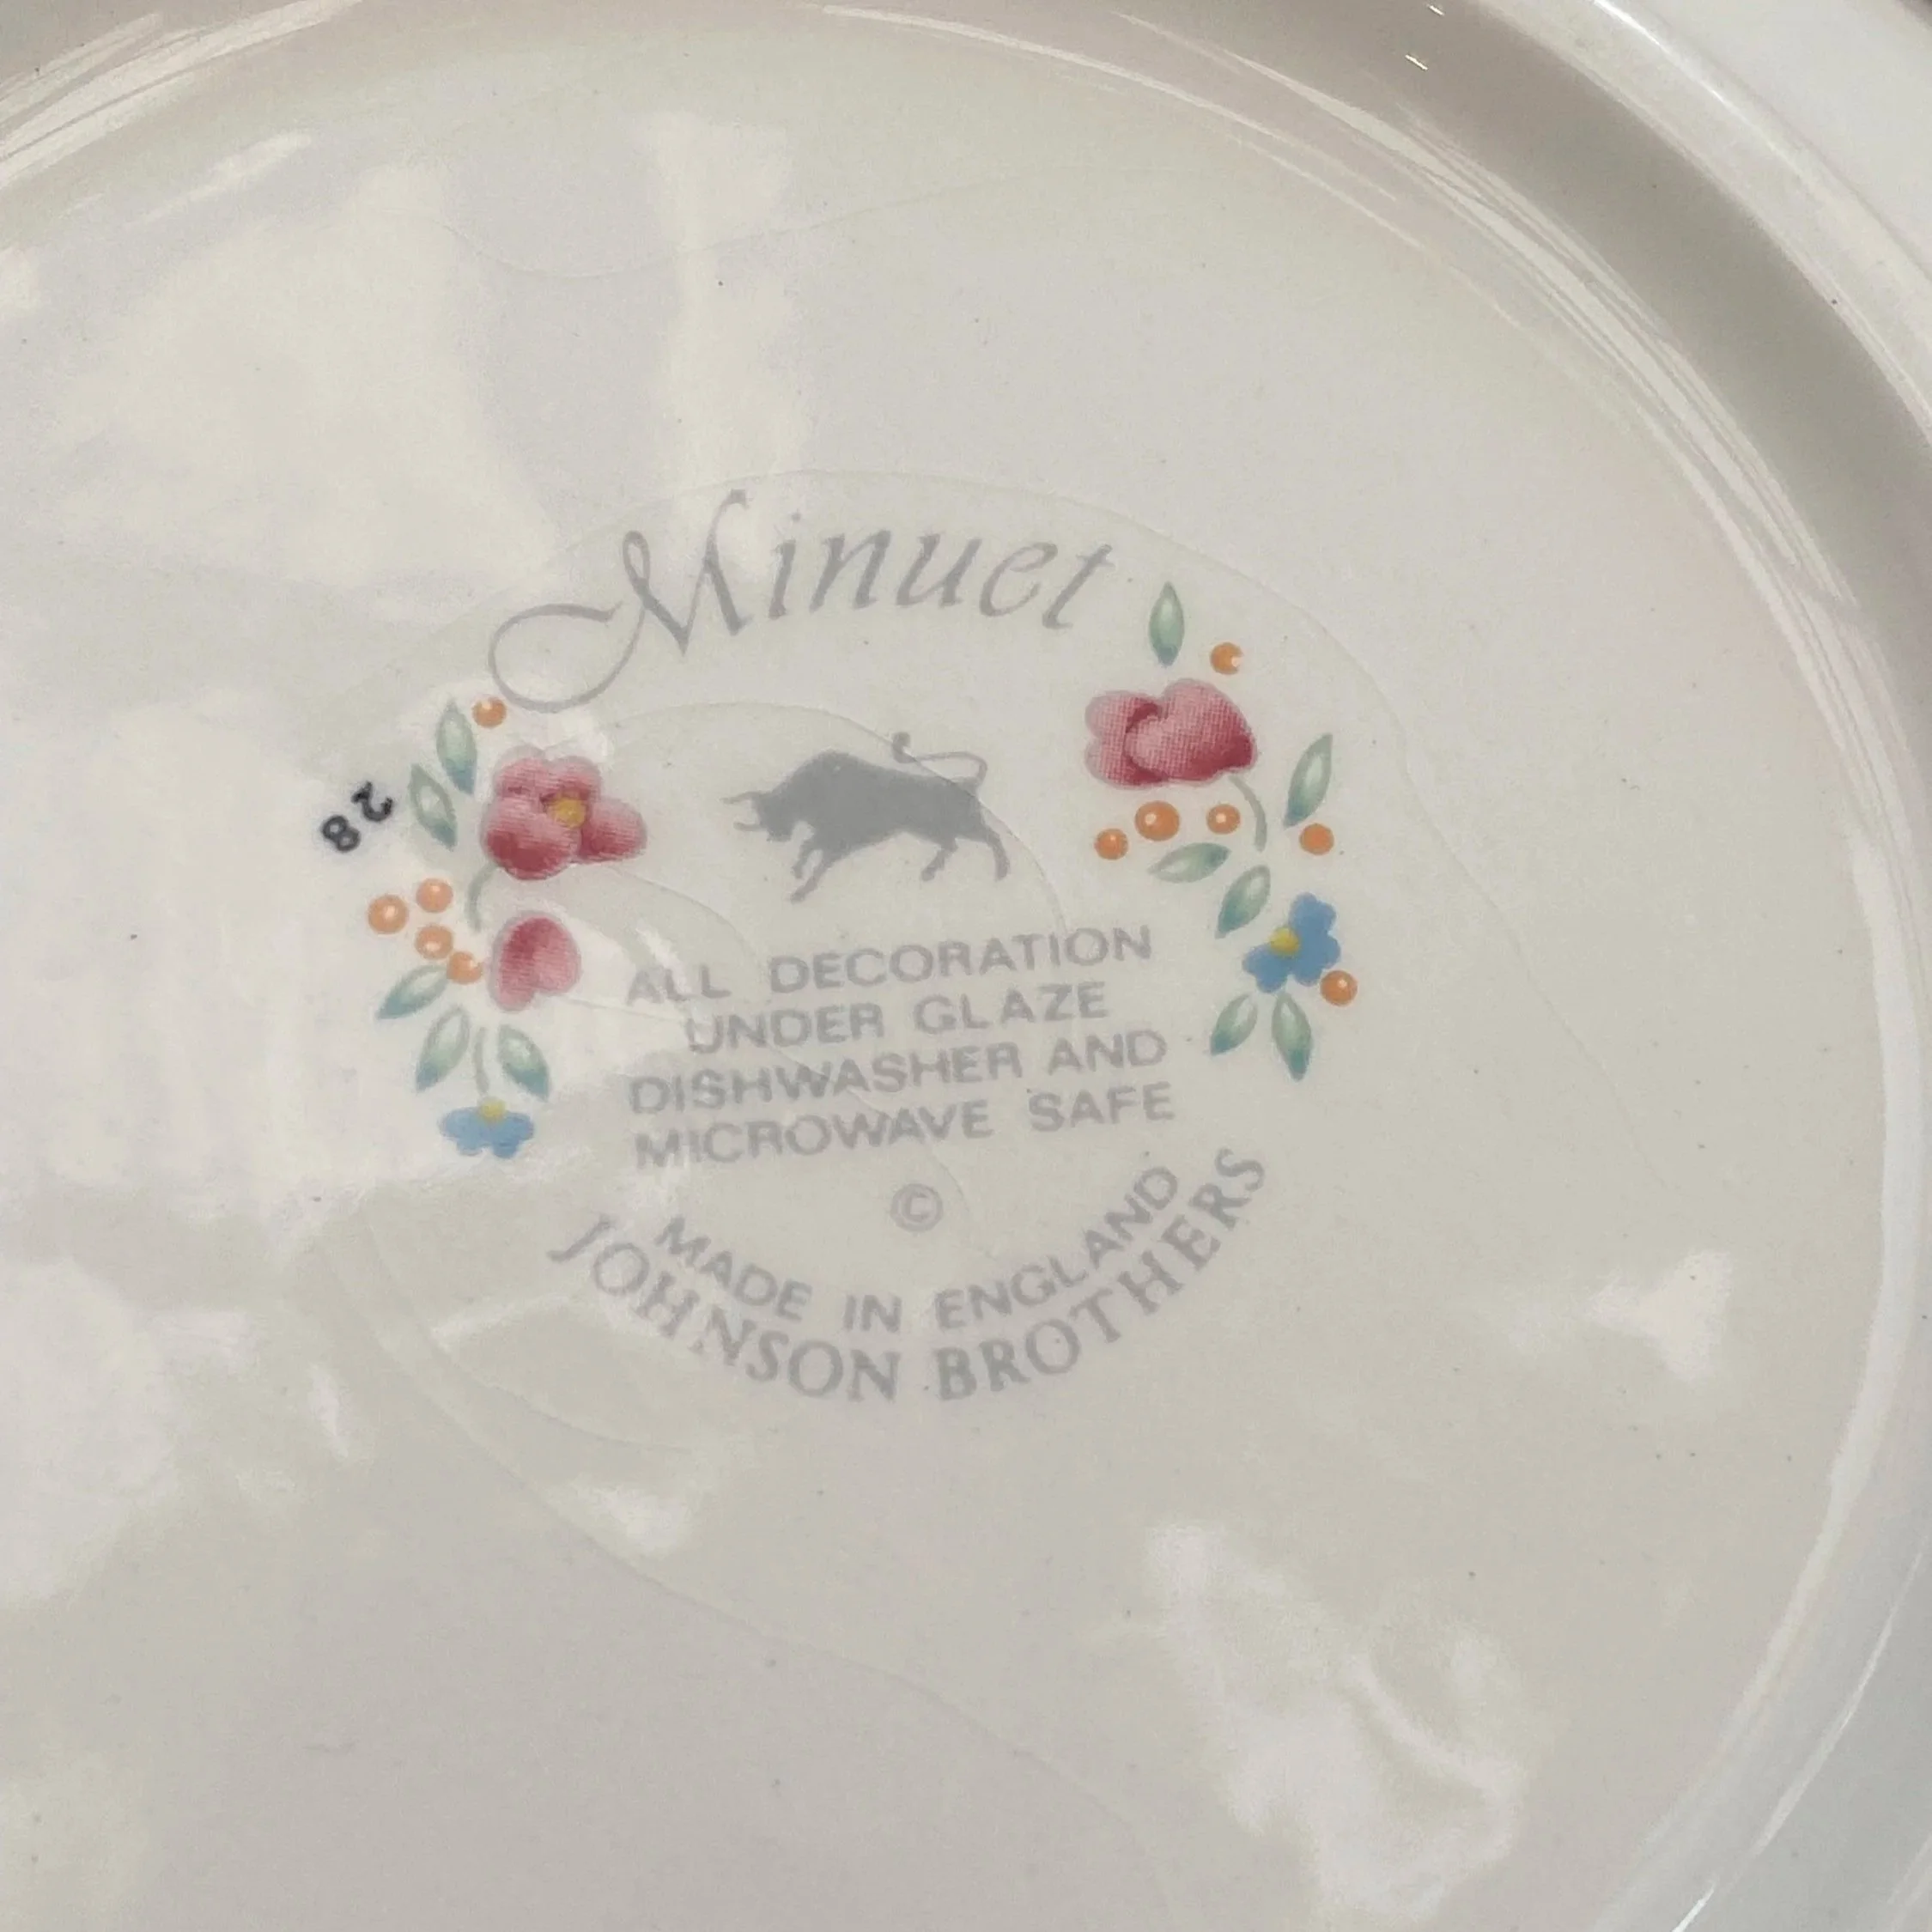 Minuet
28
ALL DECORATION
UNDER GLAZE
DISHWASHER AND
MICROWAVE SAFE
©
MADE IN ENGLAND
JOHNSON BROTHERS